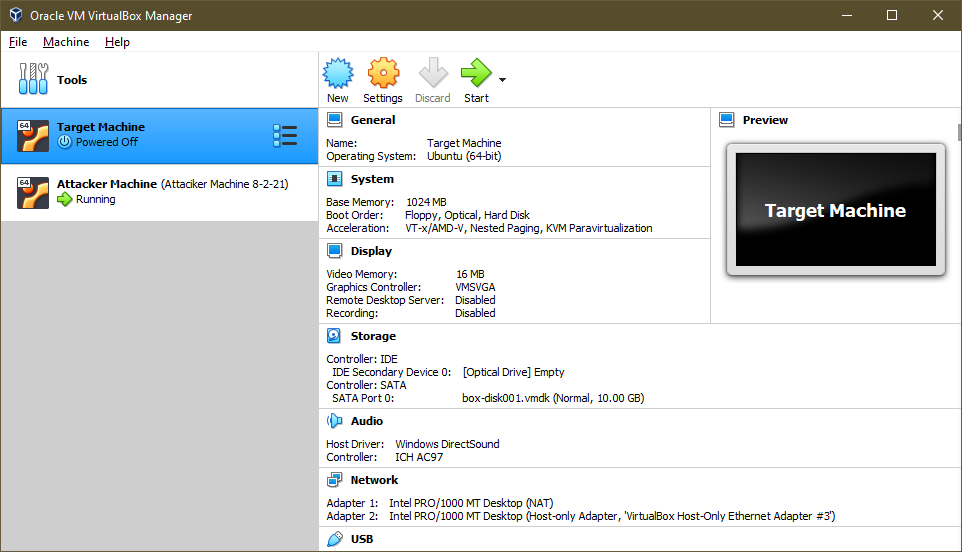 Oracle VM VirtualBox Manager
File Machine Help
Tools
New Settings Discard Start
64 Target Machine
Powered Off
64 Attacker Machine (Attaciker Machine 8-2-21)
Running
General
Name: Target Machine
Operating System: Ubuntu (64-bit)
System
Base Memory: 1024 MB
Boot Order: Floppy, Optical, Hard Disk
Acceleration: VT-x/AMD-V, Nested Paging, KVM Paravirtualization
Display
Video Memory: 16 MB
Graphics Controller: VMSVGA
Remote Desktop Server: Disabled
Recording: Disabled
Preview
Target Machine
Storage
Controller: IDE
IDE Secondary Device 0: [Optical Drive] Empty
Controller: SATA
SATA Port 0: box-disk001.vmdk (Normal, 10.00 GB)
Audio
Host Driver: Windows DirectSound
Controller: ICH AC97
Network
Adapter 1: Intel PRO/1000 MT Desktop (NAT)
Adapter 2: Intel PRO/1000 MT Desktop (Host-only Adapter, 'VirtualBox Host-Only Ethernet Adapter #3')
USB